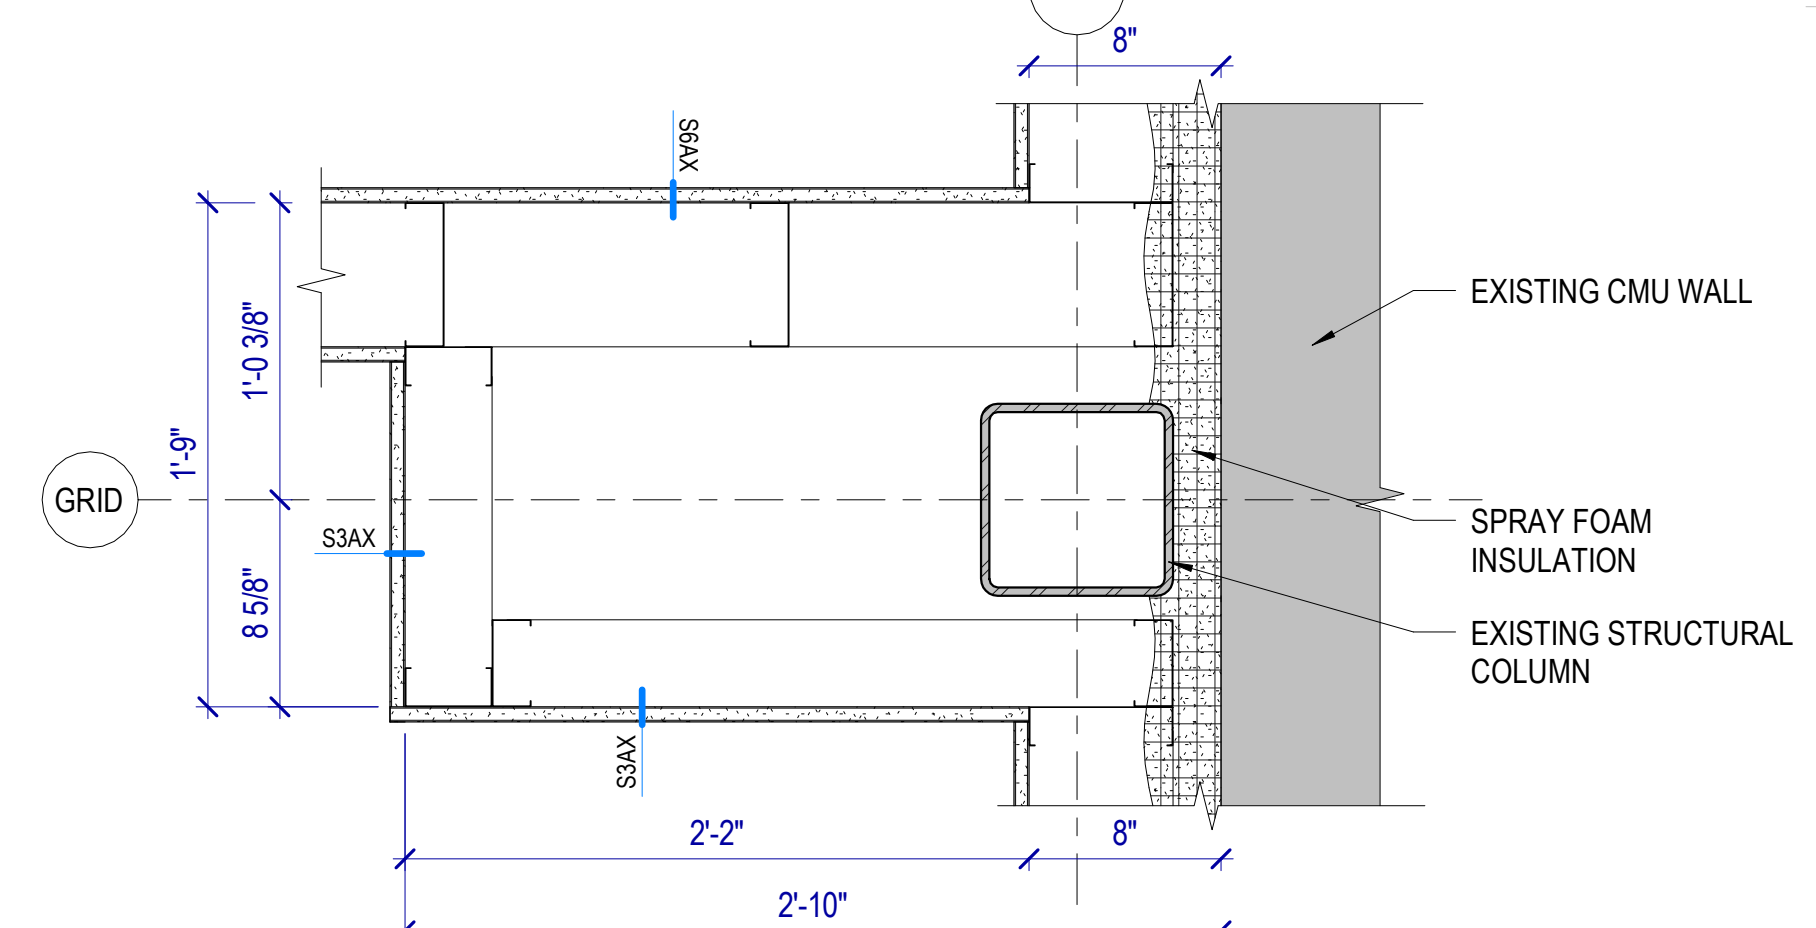 8"
S6AX
EXISTING CMU WALL
1'-0 3/8"
1'-9"
GRID
S3AX
SPRAY FOAM
INSULATION
8 5/8"
EXISTING STRUCTURAL
COLUMN
S3AX
2'-2"
8"
2'-10"